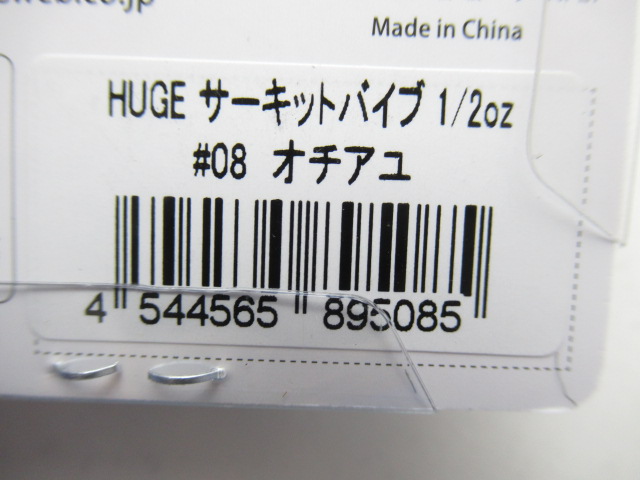 Made in China
HUGE サーキットバイブ 1/2oz
#08 オチアユ
4 544565 895085